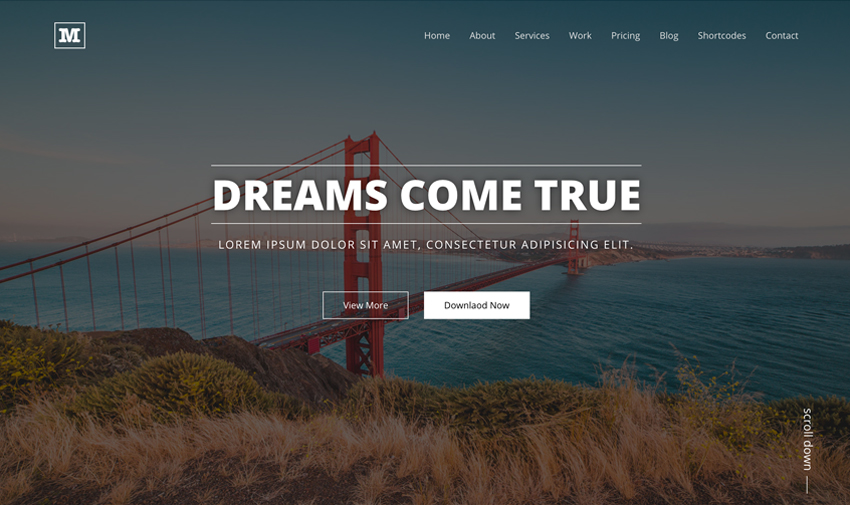 M
Home About Services Work Pricing Blog Shortcodes Contact
DREAMS COME TRUE
LOREM IPSUM DOLOR SIT AMET, CONSECTETUR ADIPISICING ELIT.
View More Downlaod Now
scroll down